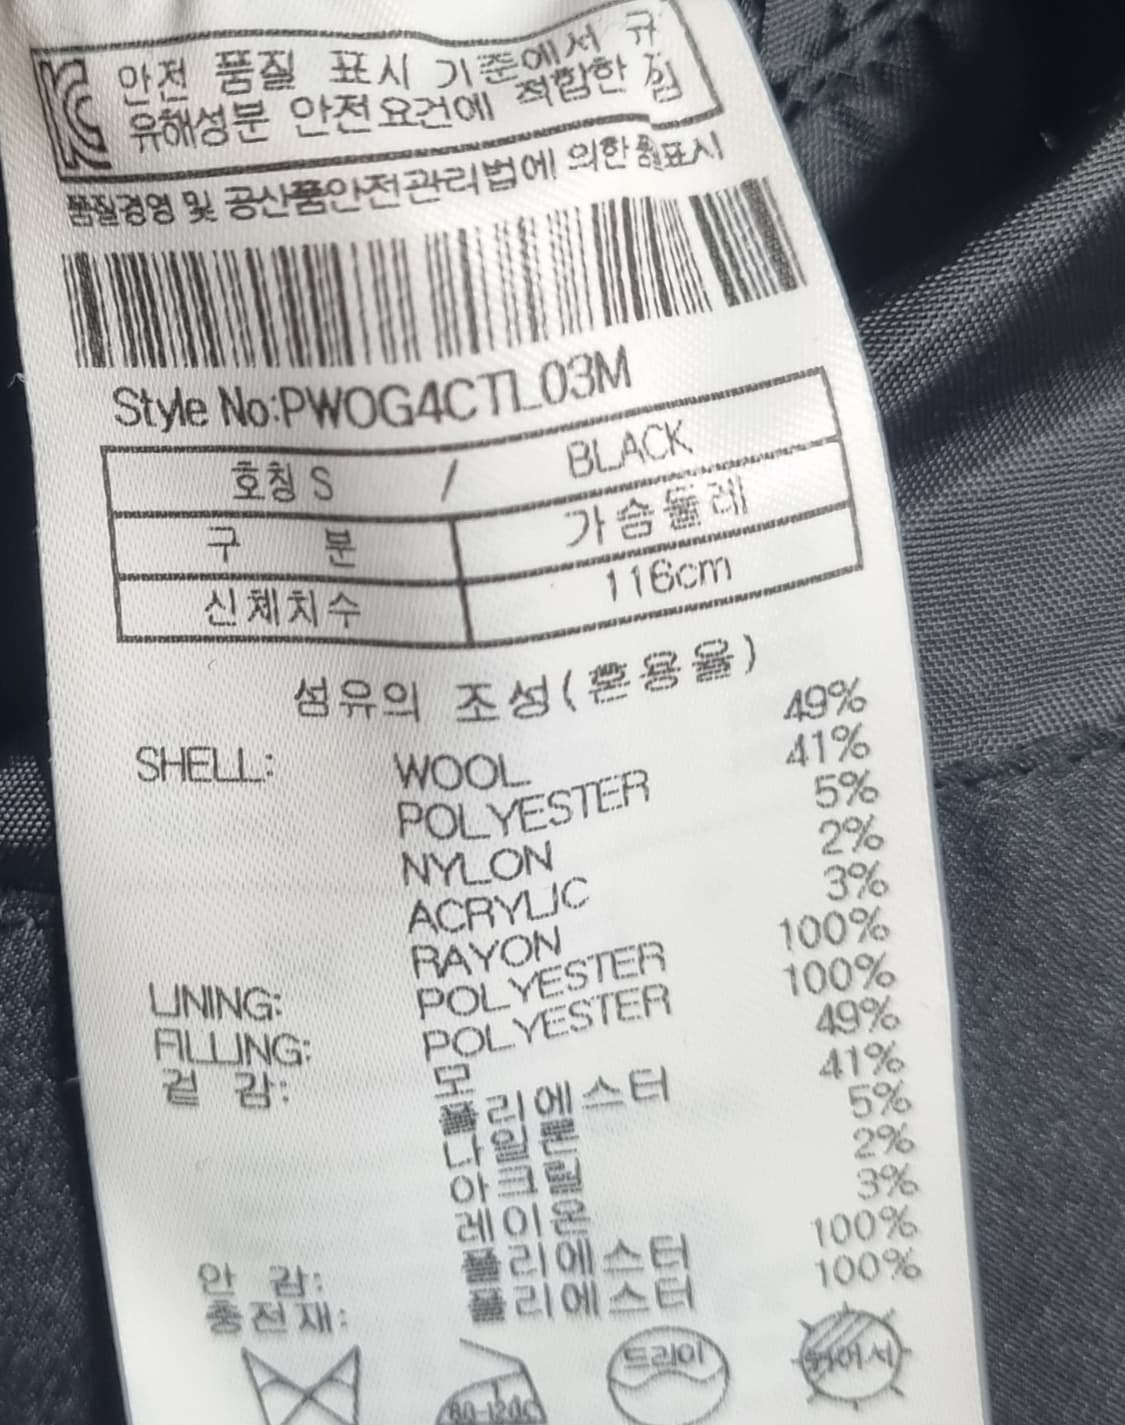 안전 품질 표시 기준에서 규
유해성분 안전요건에 적합한
품질경영 및 공산품안전관리법에 의한 품표시
Style No:PWOG4CTL03M
호칭 S / BLACK
구 분 가슴둘레
신체치수 116cm
섬유의 조성(혼용율)
SHELL: WOOL 49%
POLYESTER 41%
NYLON 5%
ACRYLIC 2%
RAYON 3%
LINING: POLYESTER 100%
FILLING: POLYESTER 100%
겉 감: 모 49%
폴리에스터 41%
나일론 5%
아크릴 2%
레이온 3%
안 감: 폴리에스터 100%
충전재: 폴리에스터 100%
드라이
뉘어서
80-120C